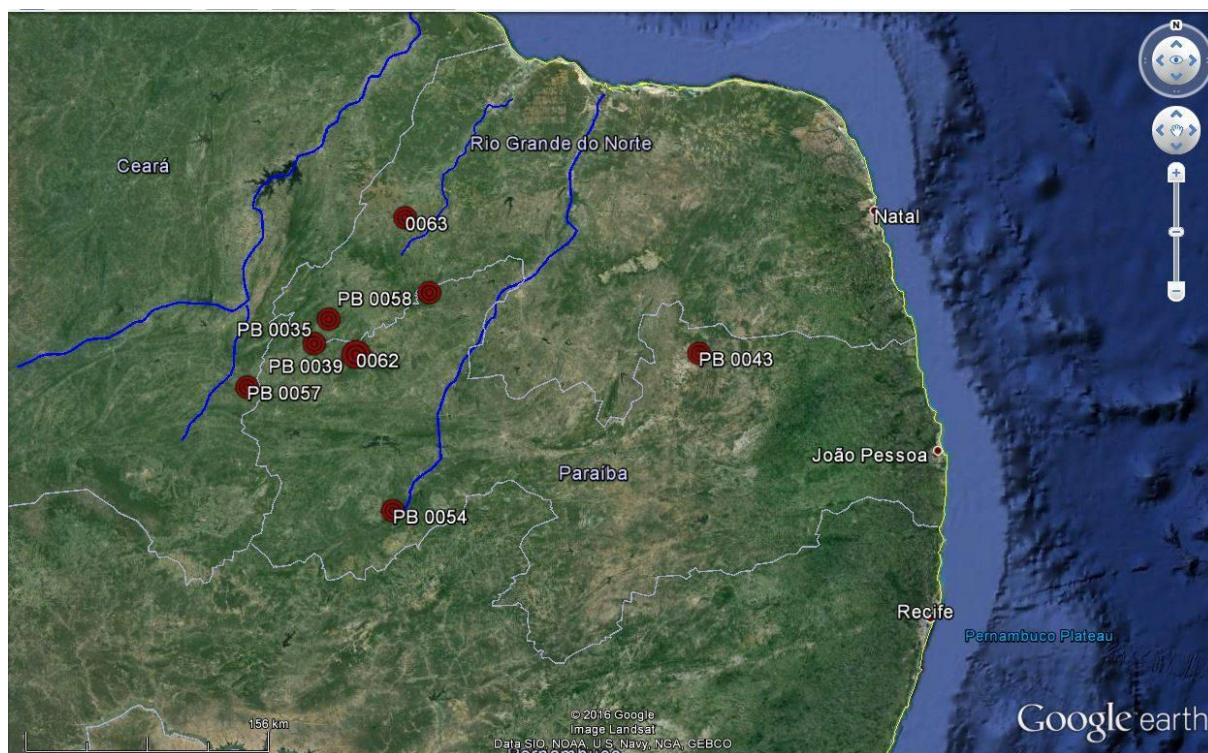 N
Rio Grande do Norte
Ceará
Natal
0063
PB 0058
PB 0035
PB 0039
0062
PB 0043
PB 0057
João Pessoa
Paraíba
PB 0054
Recife
Pernambuco Plateau
156 km
© 2016 Google
Image Landsat
Data SIO, NOAA, U.S. Navy, NGA, GEBCO
Pernambuco
Google earth